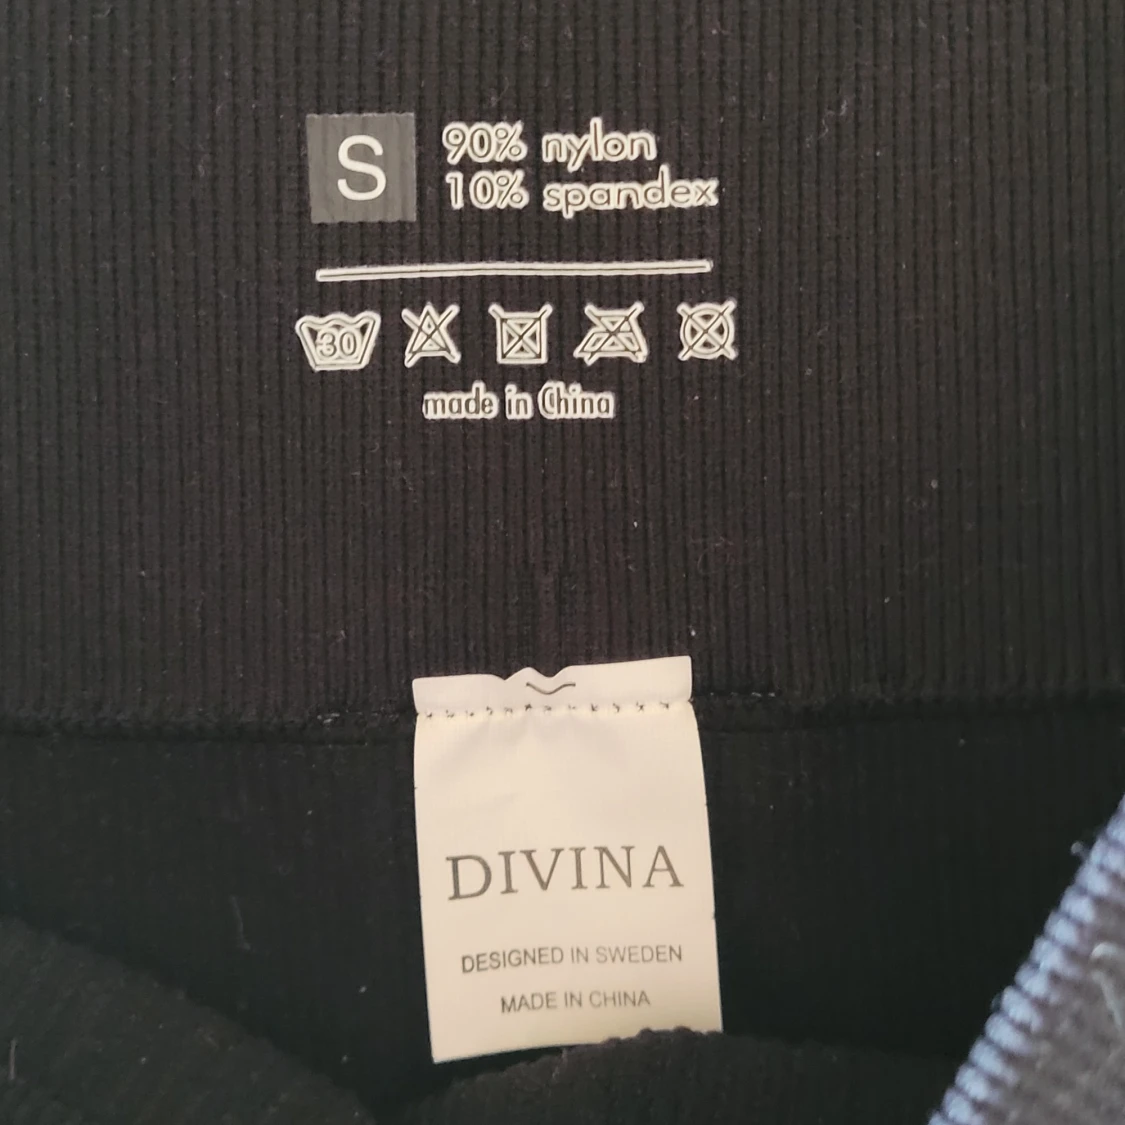 S
90% nylon
10% spandex
30
made in China
DIVINA
DESIGNED IN SWEDEN
MADE IN CHINA